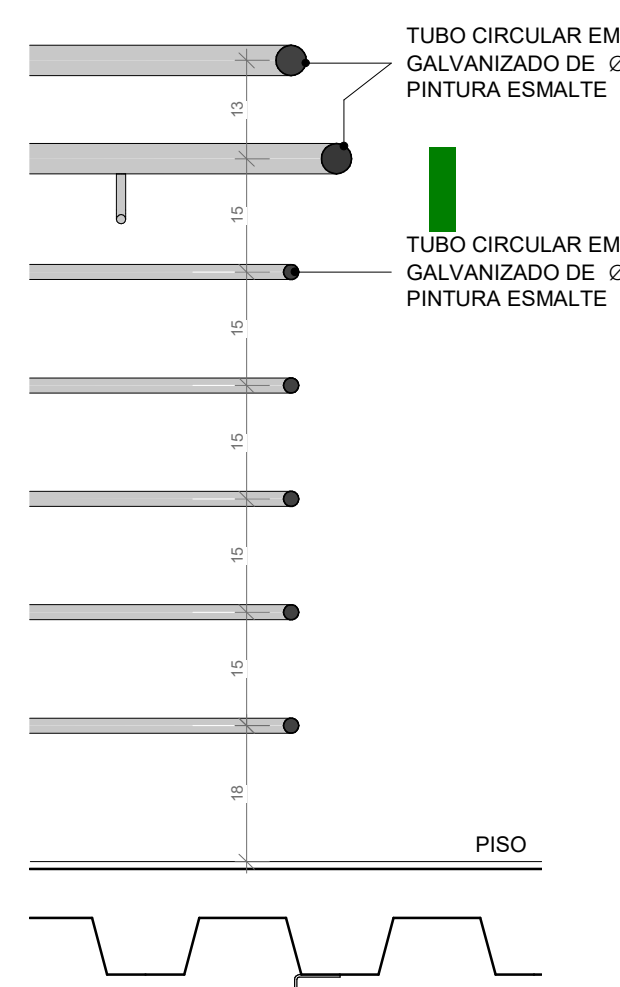 TUBO CIRCULAR EM
GALVANIZADO DE Ø
PINTURA ESMALTE
13
15
TUBO CIRCULAR EM
GALVANIZADO DE Ø
PINTURA ESMALTE
15
15
15
15
18
PISO